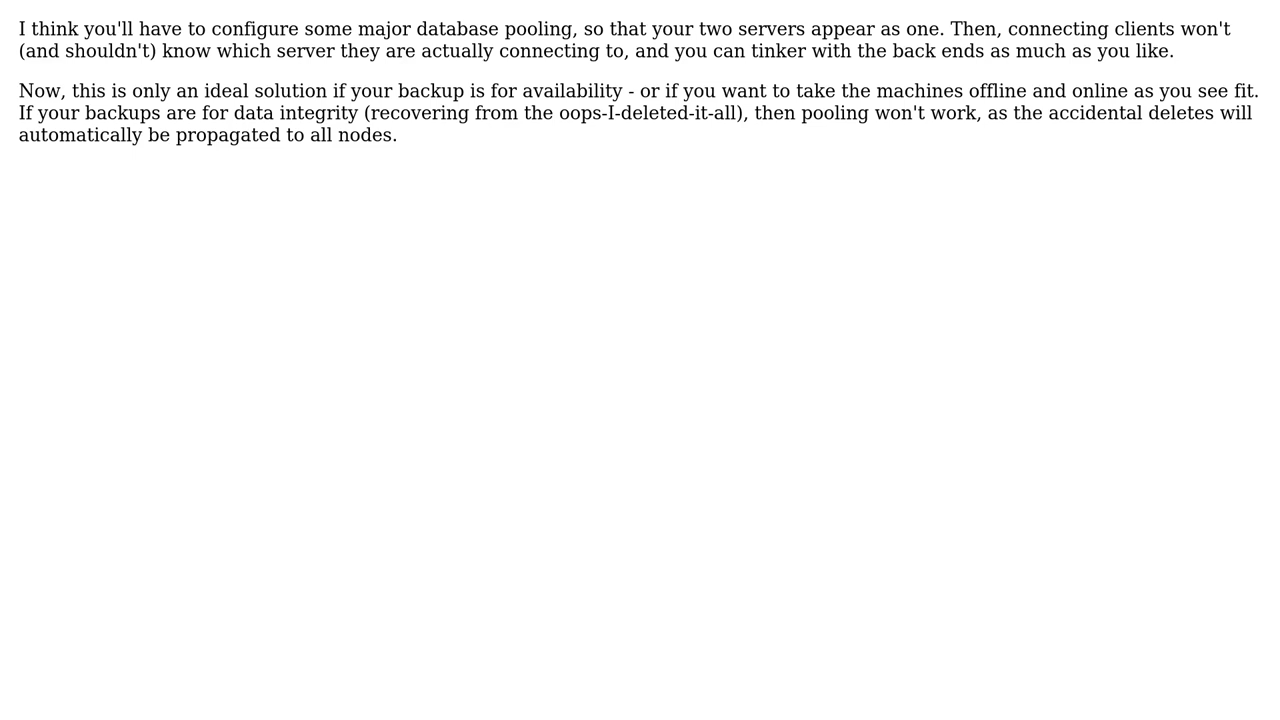 I think you'll have to configure some major database pooling, so that your two servers appear as one. Then, connecting clients won't
(and shouldn't) know which server they are actually connecting to, and you can tinker with the back ends as much as you like.
Now, this is only an ideal solution if your backup is for availability - or if you want to take the machines offline and online as you see fit.
If your backups are for data integrity (recovering from the oops-I-deleted-it-all), then pooling won't work, as the accidental deletes will
automatically be propagated to all nodes.